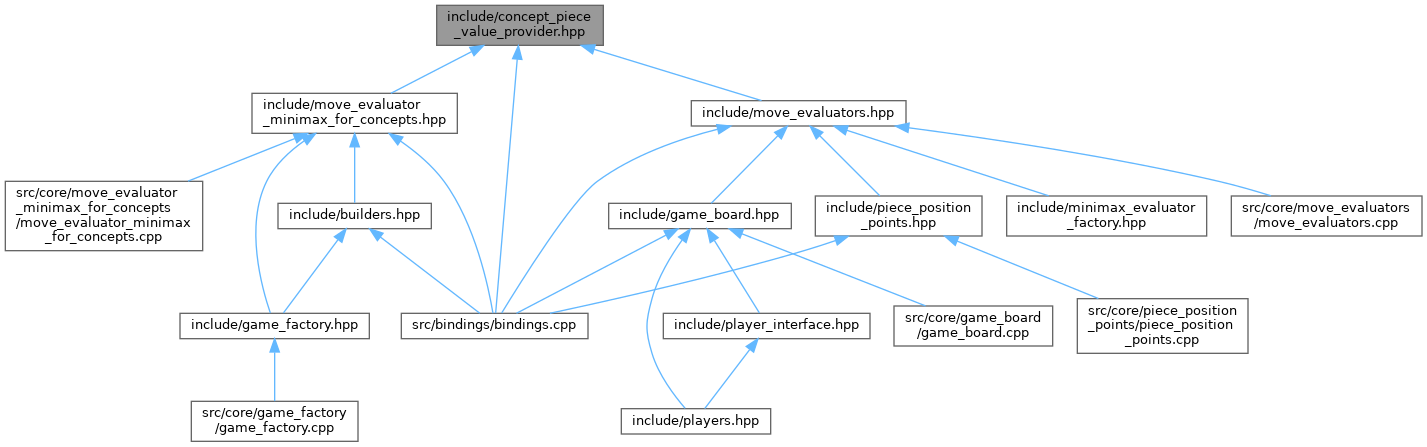 include/concept_piece
_value_provider.hpp
include/move_evaluator
_minimax_for_concepts.hpp
include/move_evaluators.hpp
src/core/move_evaluator
_minimax_for_concepts
/move_evaluator_minimax
_for_concepts.cpp
include/builders.hpp
include/game_board.hpp
include/piece_position
_points.hpp
include/minimax_evaluator
_factory.hpp
src/core/move_evaluators
/move_evaluators.cpp
include/game_factory.hpp
src/bindings/bindings.cpp
include/player_interface.hpp
src/core/game_board
/game_board.cpp
src/core/piece_position
_points/piece_position
_points.cpp
src/core/game_factory
/game_factory.cpp
include/players.hpp